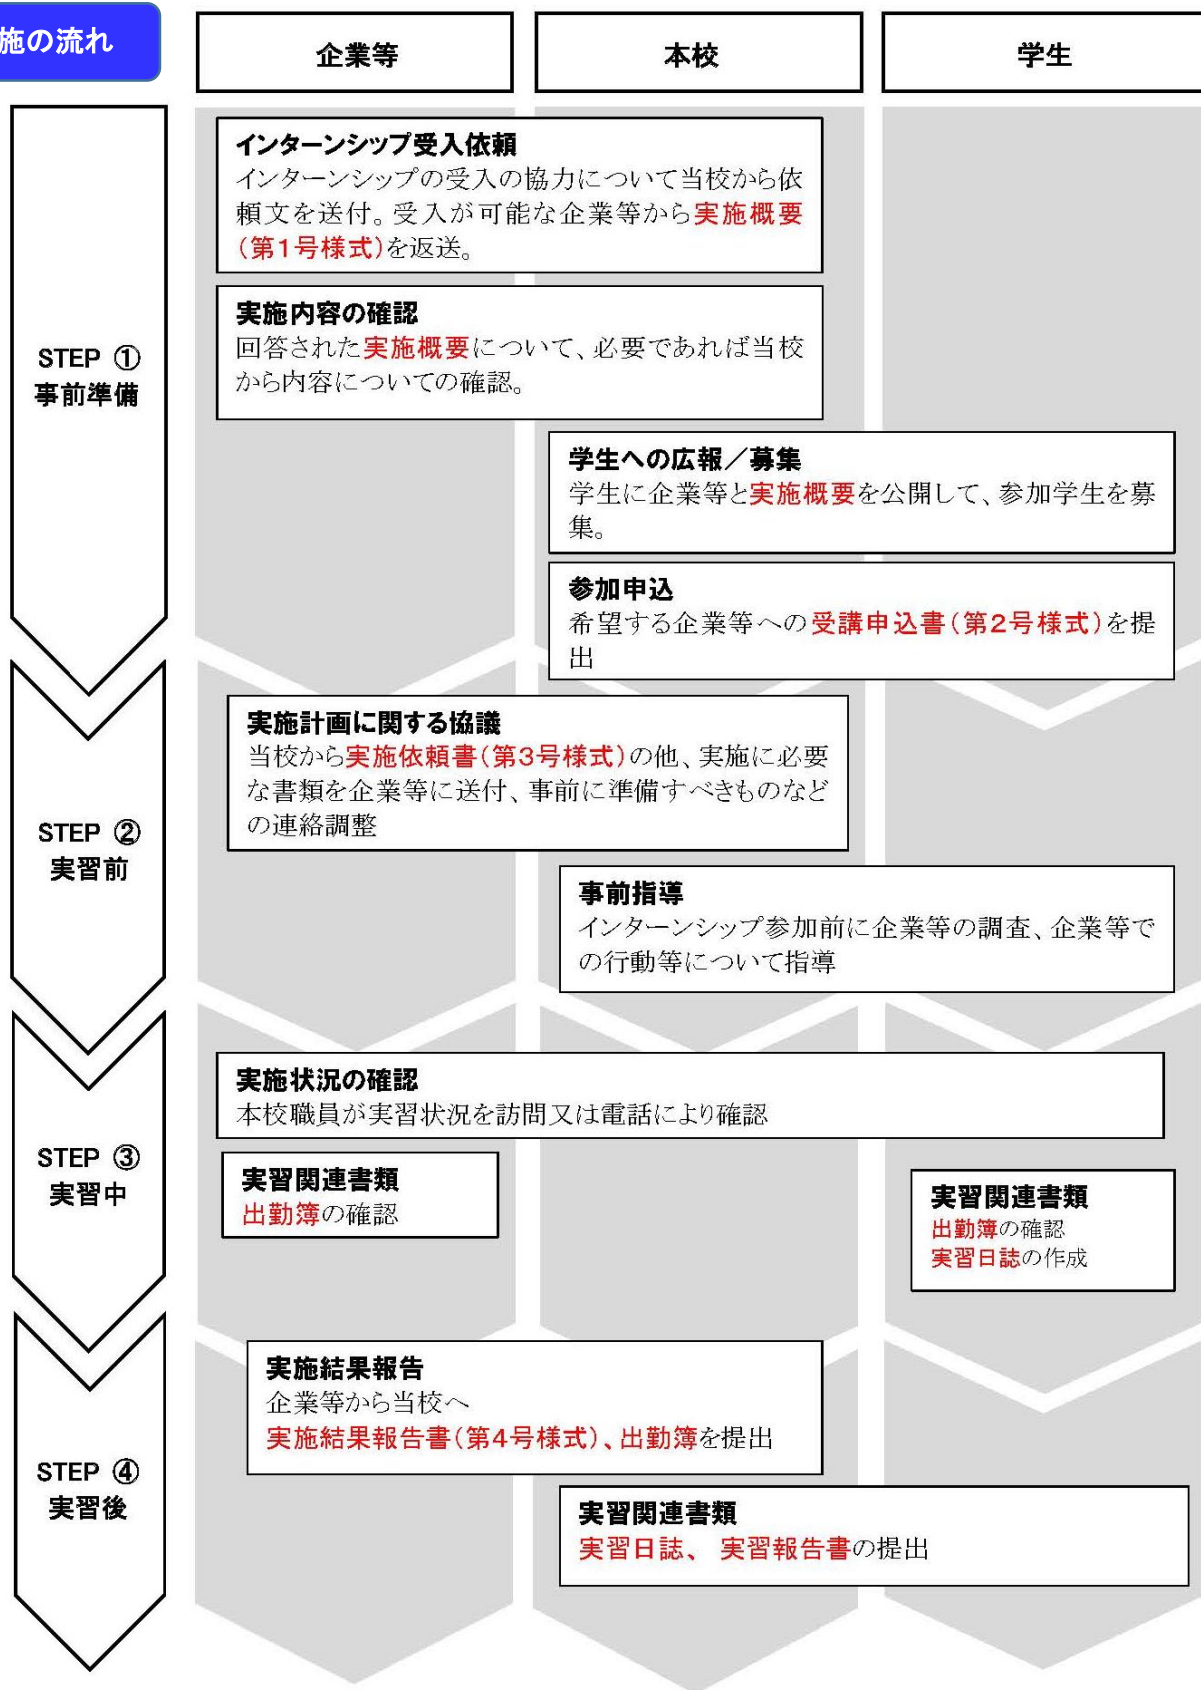 施の流れ
企業等
本校
学生
STEP ①
事前準備
インターンシップ受入依頼
インターンシップの受入の協力について当校から依
頼文を送付。受入が可能な企業等から実施概要
(第1号様式)を返送。
実施内容の確認
回答された実施概要について、必要であれば当校
から内容についての確認。
学生への広報／募集
学生に企業等と実施概要を公開して、参加学生を募
集。
参加申込
希望する企業等への受講申込書(第2号様式)を提
出
STEP ②
実習前
実施計画に関する協議
当校から実施依頼書(第3号様式)の他、実施に必要
な書類を企業等に送付、事前に準備すべきものなど
の連絡調整
事前指導
インターンシップ参加前に企業等の調査、企業等で
の行動等について指導
STEP ③
実習中
実施状況の確認
本校職員が実習状況を訪問又は電話により確認
実習関連書類
出勤簿の確認
実習関連書類
出勤簿の確認
実習日誌の作成
STEP ④
実習後
実施結果報告
企業等から当校へ
実施結果報告書(第4号様式)、出勤簿を提出
実習関連書類
実習日誌、 実習報告書の提出